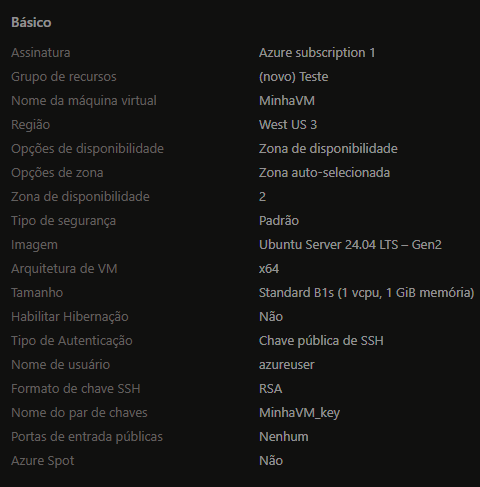 Básico
Assinatura Azure subscription 1
Grupo de recursos (novo) Teste
Nome da máquina virtual MinhaVM
Região West US 3
Opções de disponibilidade Zona de disponibilidade
Opções de zona Zona auto-selecionada
Zona de disponibilidade 2
Tipo de segurança Padrão
Imagem Ubuntu Server 24.04 LTS – Gen2
Arquitetura de VM x64
Tamanho Standard B1s (1 vcpu, 1 GiB memória)
Habilitar Hibernação Não
Tipo de Autenticação Chave pública de SSH
Nome de usuário azureuser
Formato de chave SSH RSA
Nome do par de chaves MinhaVM_key
Portas de entrada públicas Nenhum
Azure Spot Não